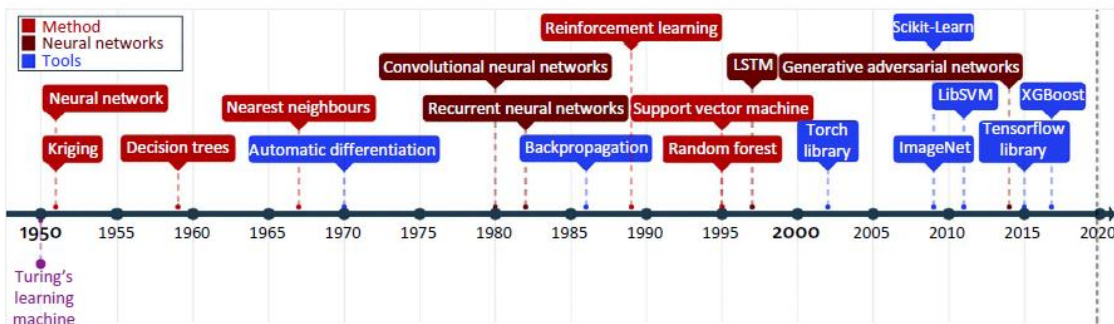 Method
Neural networks
Tools
Reinforcement learning
Scikit-Learn
Convolutional neural networks
LSTM
Generative adversarial networks
Neural network
Nearest neighbours
Recurrent neural networks
Support vector machine
LibSVM
XGBoost
Kriging
Decision trees
Automatic differentiation
Backpropagation
Random forest
Torch
library
ImageNet
Tensorflow
library
1950
1955
1960
1965
1970
1975
1980
1985
1990
1995
2000
2005
2010
2015
2020
Turing's
learning
machine